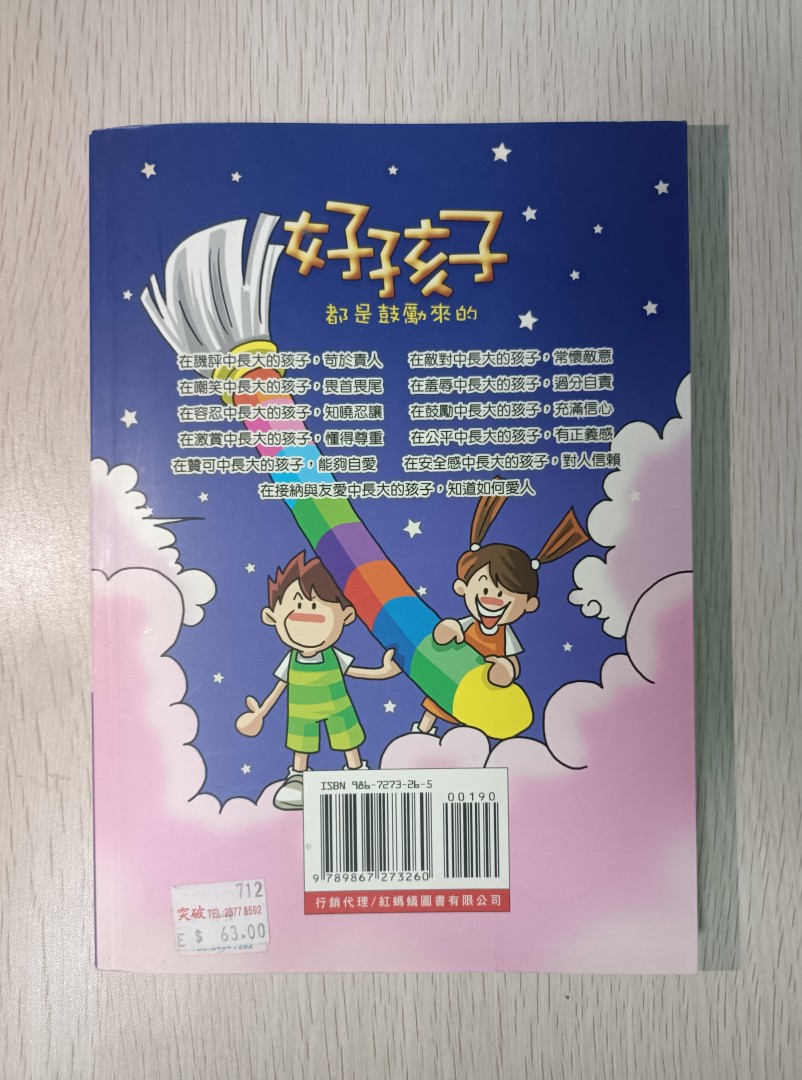 好孩子
都是鼓勵來的
在譏評中長大的孩子，苛於責人　在敵對中長大的孩子，常懷敵意
在嘲笑中長大的孩子，畏首畏尾　在羞辱中長大的孩子，過分自責
在容忍中長大的孩子，知曉忍讓　在鼓勵中長大的孩子，充滿信心
在激賞中長大的孩子，懂得尊重　在公平中長大的孩子，有正義感
在贊可中長大的孩子，能夠自愛　在安全感中長大的孩子，對人信賴
在接納與友愛中長大的孩子，知道如何愛人
ISBN 986-7273-26-5
00190
9 789867 273260
行銷代理/紅螞蟻圖書有限公司
712
突破 TEL:2377 8592
E $ 63.00